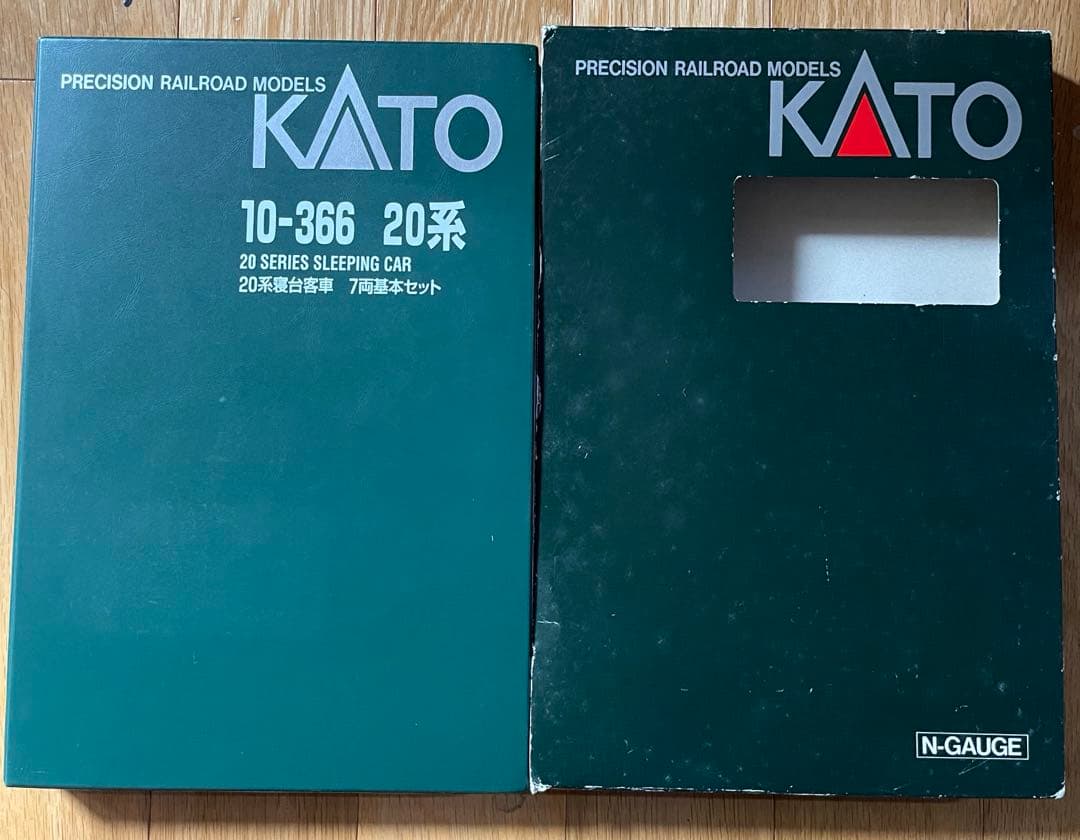 PRECISION RAILROAD MODELS
KATO
10-366 20系
20 SERIES SLEEPING CAR
20系寝台客車 7両基本セット
PRECISION RAILROAD MODELS
KATO
N-GAUGE